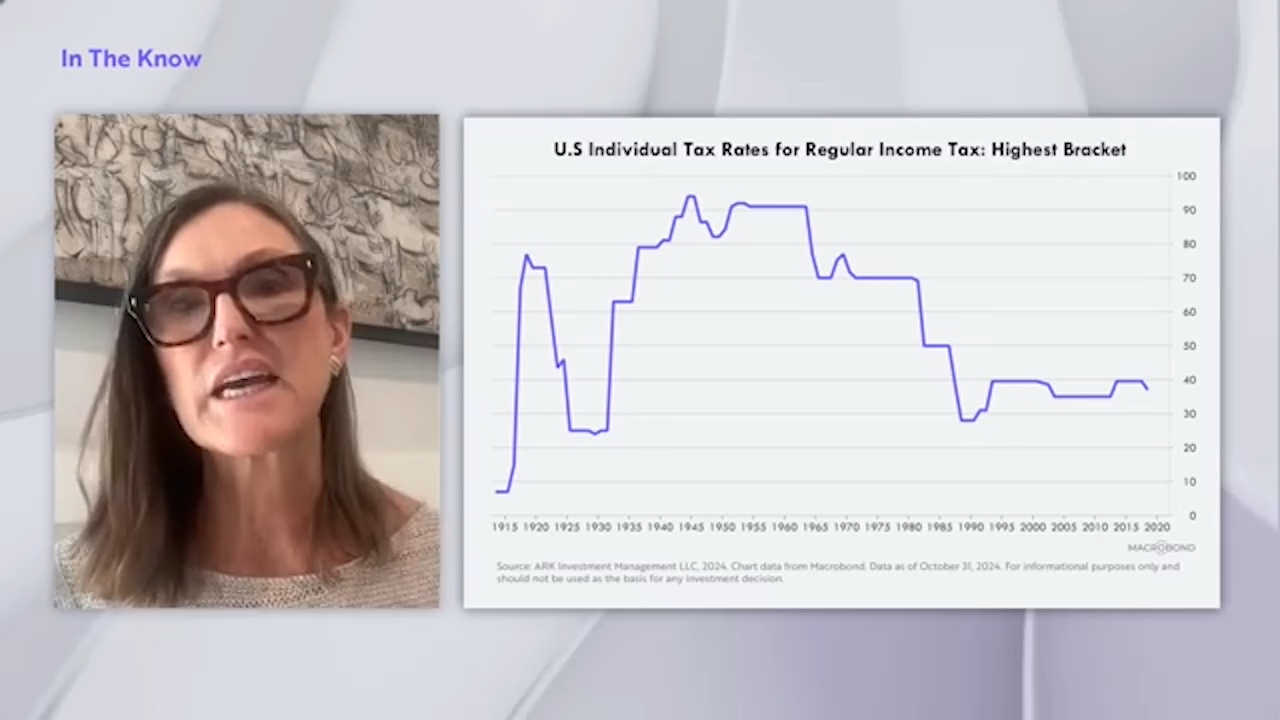 In The Know
U.S Individual Tax Rates for Regular Income Tax: Highest Bracket
100
90
80
70
60
50
40
30
20
10
0
1915 1920 1925 1930 1935 1940 1945 1950 1955 1960 1965 1970 1975 1980 1985 1990 1995 2000 2005 2010 2015 2020
MACROBOND
Source: ARK Investment Management LLC, 2024. Chart data from Macrobond. Data as of October 31, 2024. For informational purposes only and
should not be used as the basis for any investment decision.